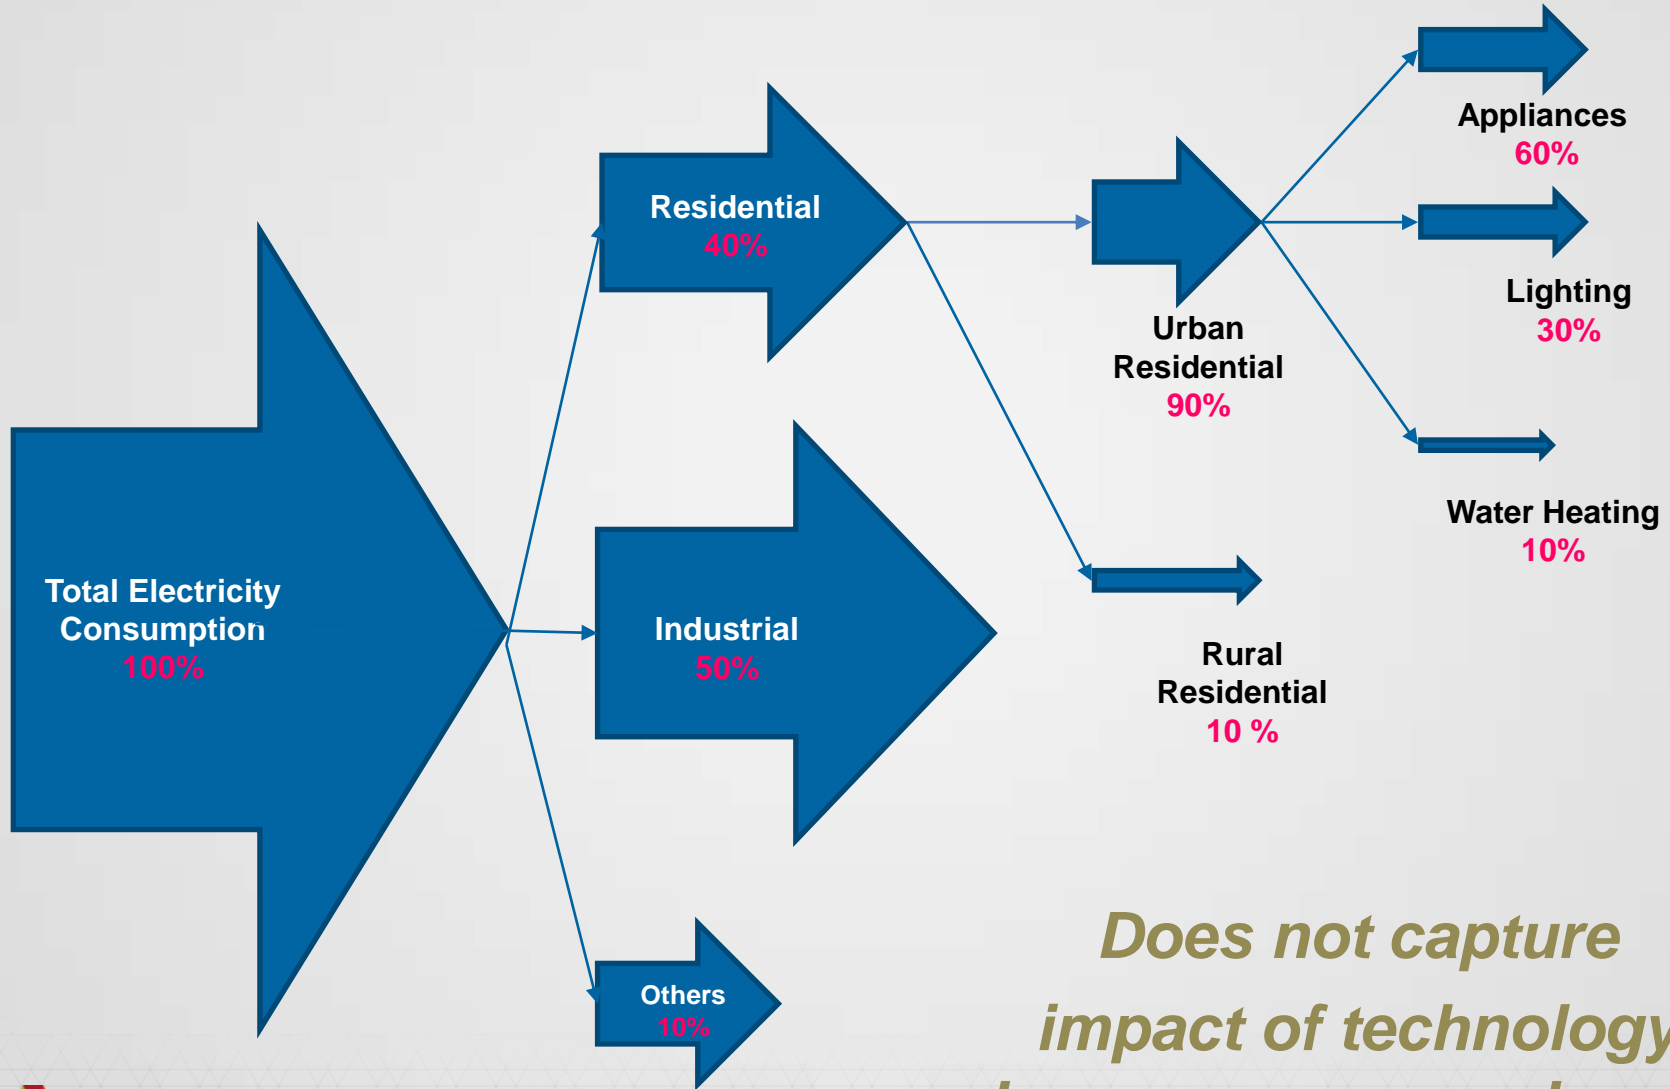 Appliances
60%
Residential
40%
Lighting
30%
Urban
Residential
90%
Water Heating
10%
Total Electricity
Consumption
100%
Industrial
50%
Rural
Residential
10 %
Others
10%
Does not capture
impact of technology